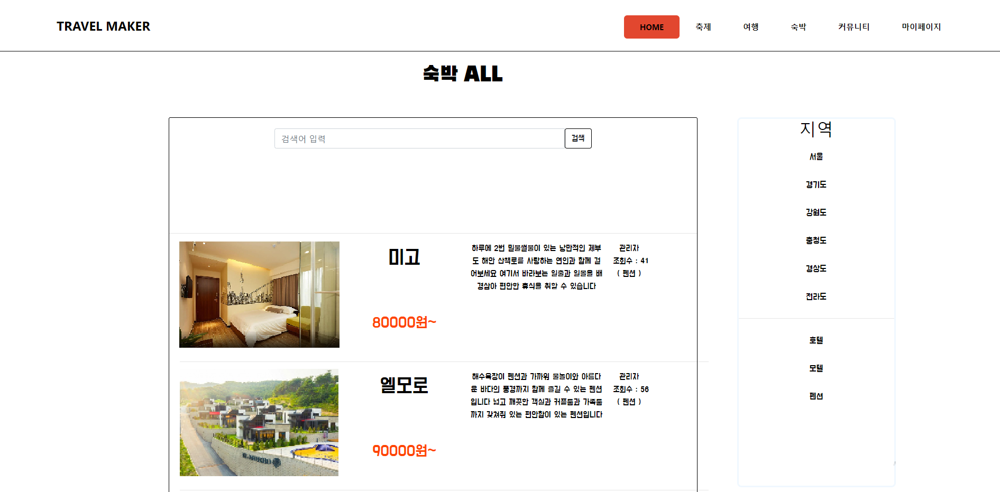 TRAVEL MAKER
HOME 축제 여행 숙박 커뮤니티 마이페이지
숙박 ALL
검색어 입력 검색
미고
80000원~
하루에 2번 밀물썰물이 있는 낭만적인 제부
도 해안 산책로를 사랑하는 연인과 함께 걸
어보세요 여기서 바라보는 일출과 일몰을 배
경삼아 편안한 휴식을 취할 수 있습니다
관리자
조회수 : 41
( 펜션 )
엘모로
90000원~
해수욕장이 펜션과 가까워 물놀이와 아름다
운 바다의 풍경까지 함께 즐길 수 있는 펜션
입니다 넓고 깨끗한 객실과 커플룸과 가족룸
까지 갖춰줘 있는 편안함이 있는 펜션입니다
관리자
조회수 : 56
( 펜션 )
지역
서울
경기도
강원도
충청도
경상도
전라도
호텔
모텔
펜션